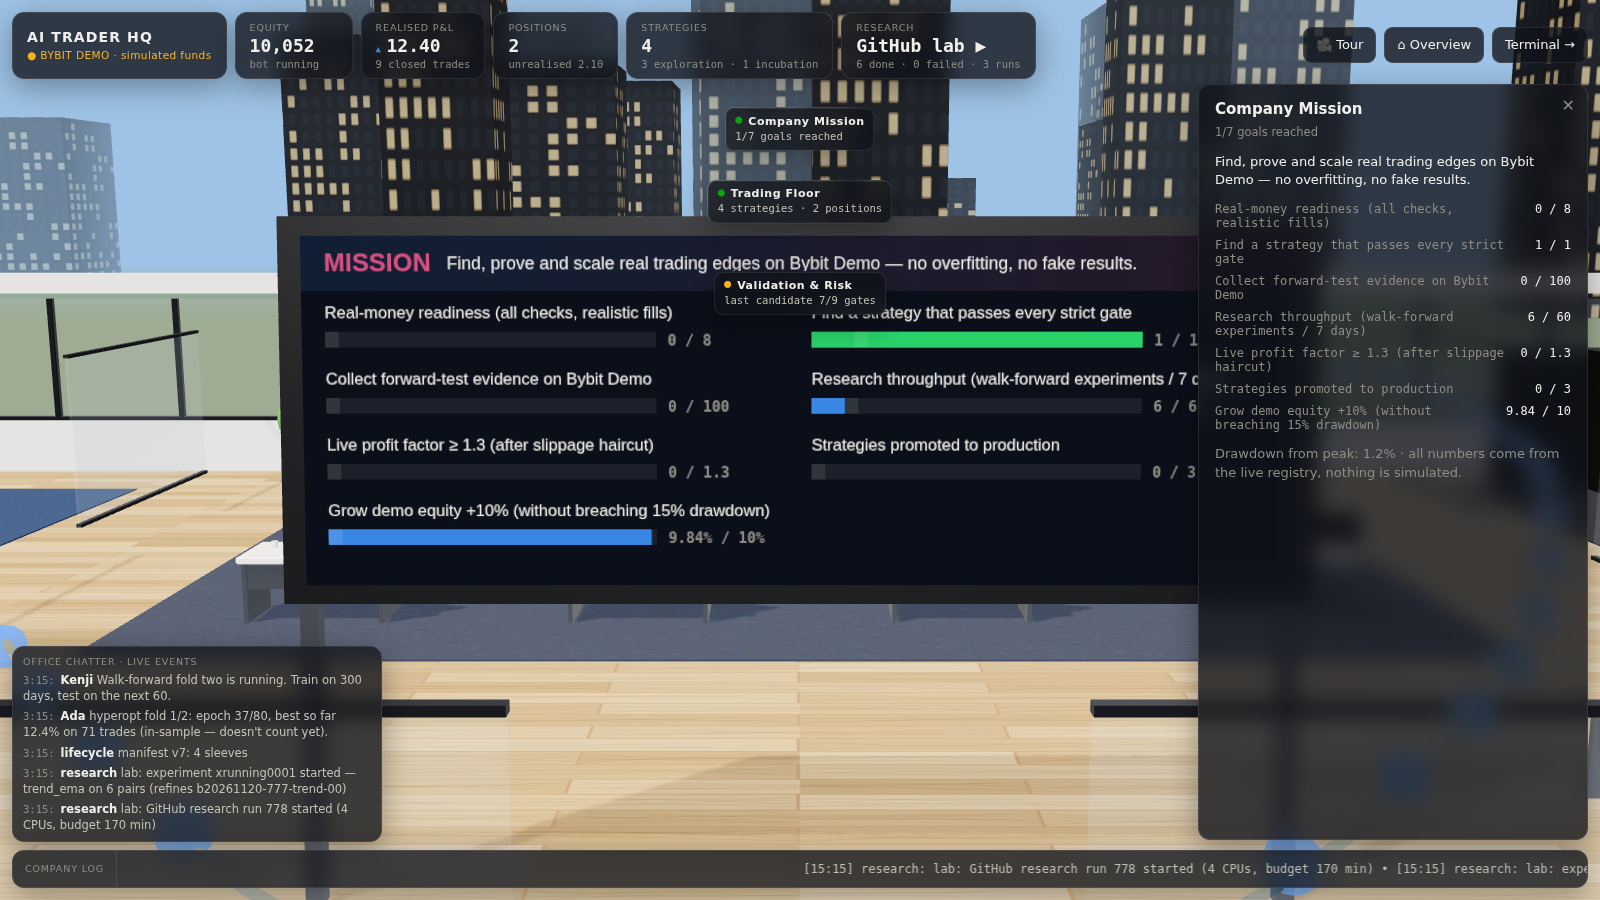 AI TRADER HQ
BYBIT DEMO · simulated funds
EQUITY
10,052
bot running
REALISED P&L
▲ 12.40
9 closed trades
POSITIONS
2
unrealised 2.10
STRATEGIES
4
3 exploration · 1 incubation
RESEARCH
GitHub lab ▶
6 done · 0 failed · 3 runs
Tour
⌂ Overview
Terminal →
Company Mission
1/7 goals reached
Trading Floor
4 strategies · 2 positions
Validation & Risk
last candidate 7/9 gates
MISSION Find, prove and scale real trading edges on Bybit Demo — no overfitting, no fake results.
Real-money readiness (all checks, realistic fills)
0 / 8
Find a strategy that passes every strict gate
1 / 1
Collect forward-test evidence on Bybit Demo
0 / 100
Research throughput (walk-forward experiments / 7 d
6 / 6
Live profit factor ≥ 1.3 (after slippage haircut)
0 / 1.3
Strategies promoted to production
0 / 3
Grow demo equity +10% (without breaching 15% drawdown)
9.84% / 10%
Company Mission ✕
1/7 goals reached
Find, prove and scale real trading edges on Bybit
Demo — no overfitting, no fake results.
Real-money readiness (all checks, 0 / 8
realistic fills)
Find a strategy that passes every strict 1 / 1
gate
Collect forward-test evidence on Bybit 0 / 100
Demo
Research throughput (walk-forward 6 / 60
experiments / 7 days)
Live profit factor ≥ 1.3 (after slippage 0 / 1.3
haircut)
Strategies promoted to production 0 / 3
Grow demo equity +10% (without 9.84 / 10
breaching 15% drawdown)
Drawdown from peak: 1.2% · all numbers come from
the live registry, nothing is simulated.
OFFICE CHATTER · LIVE EVENTS
3:15: Kenji Walk-forward fold two is running. Train on 300
days, test on the next 60.
3:15: Ada hyperopt fold 1/2: epoch 37/80, best so far
12.4% on 71 trades (in-sample — doesn't count yet).
3:15: lifecycle manifest v7: 4 sleeves
3:15: research lab: experiment xrunning0001 started —
trend_ema on 6 pairs (refines b20261120-777-trend-00)
3:15: research lab: GitHub research run 778 started (4
CPUs, budget 170 min)
COMPANY LOG
[15:15] research: lab: GitHub research run 778 started (4 CPUs, budget 170 min) • [15:15] research: lab: expe